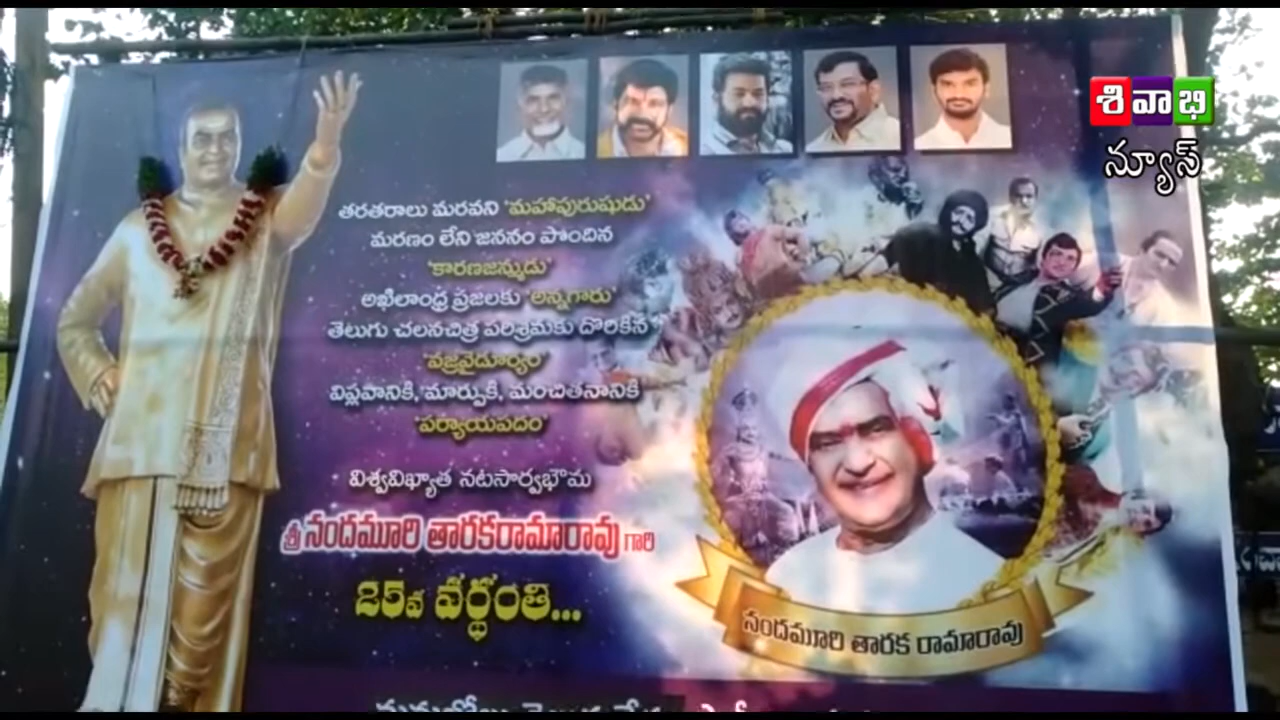 శివాభి
న్యూస్
తరతరాలు మరవని 'మహాపురుషుడు'
మరణం లేని జననం పొందిన
'కారణజన్ముడు'
అఖిలాంధ్ర ప్రజలకు 'అన్నగారు'
తెలుగు చలనచిత్ర పరిశ్రమకు దొరికిన
'వజ్రవైడూర్యం'
విప్లవానికి, మార్పుకీ, మంచితనానికీ
'పర్యాయపదం'
విశ్వవిఖ్యాత నటసార్వభౌమ
శ్రీ నందమూరి తారకరామారావు గారి
25వ వర్థంతి...
నందమూరి తారక రామారావు